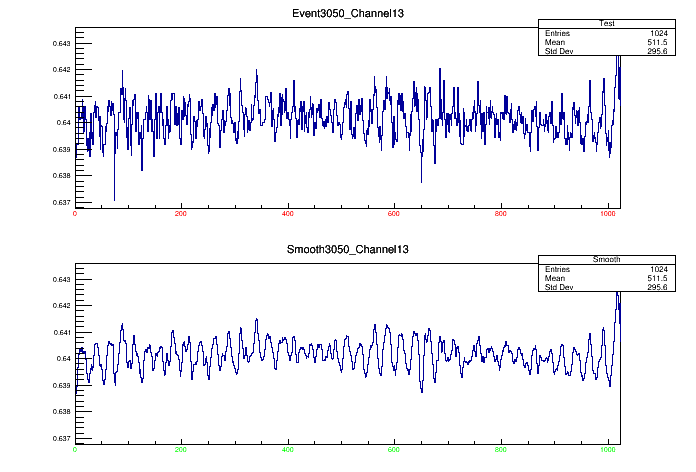 Event3050_Channel13
Test
Entries 1024
Mean 511.5
Std Dev 295.6
0.643
0.642
0.641
0.64
0.639
0.638
0.637
0 200 400 600 800 1000
Smooth3050_Channel13
Smooth
Entries 1024
Mean 511.5
Std Dev 295.6
0.643
0.642
0.641
0.64
0.639
0.638
0.637
0 200 400 600 800 1000